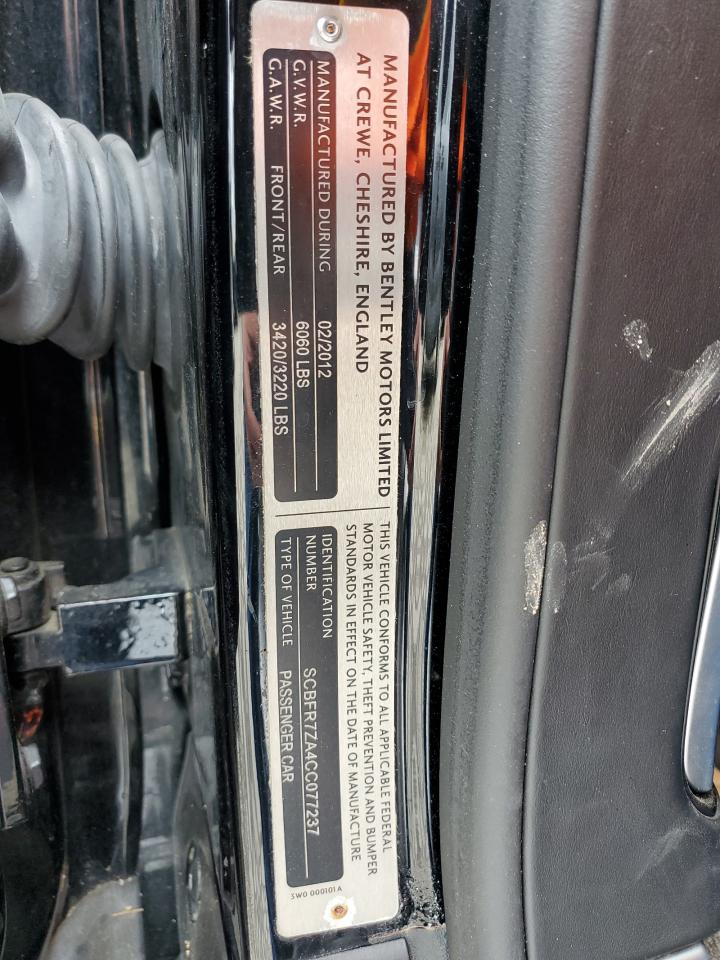 MANUFACTURED BY BENTLEY MOTORS LIMITED
AT CREWE, CHESHIRE, ENGLAND
MANUFACTURED DURING 02/2012
G.V.W.R. 6060 LBS
G.A.W.R. FRONT/REAR 3420/3220 LBS
THIS VEHICLE CONFORMS TO ALL APPLICABLE FEDERAL
MOTOR VEHICLE SAFETY, THEFT PREVENTION AND BUMPER
STANDARDS IN EFFECT ON THE DATE OF MANUFACTURE
IDENTIFICATION
NUMBER SCBFR7ZA4CC077237
TYPE OF VEHICLE PASSENGER CAR
3W0 000101 A